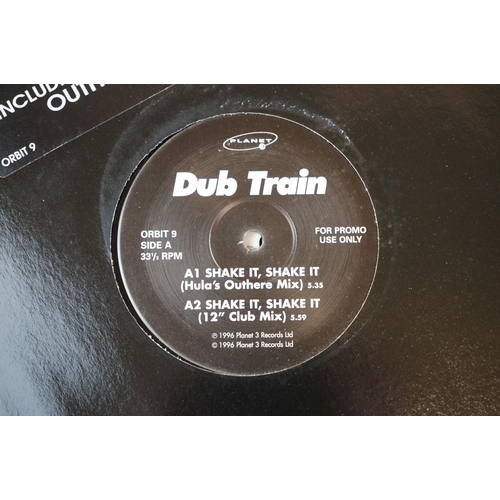 INCLUD
OUTH
ORBIT 9
PLANET 3
Dub Train
ORBIT 9
SIDE A
33⅓ RPM
FOR PROMO
USE ONLY
A1 SHAKE IT, SHAKE IT
(Hula's Outhere Mix) 5.35
A2 SHAKE IT, SHAKE IT
(12" Club Mix) 5.59
℗ 1996 Planet 3 Records Ltd
© 1996 Planet 3 Records Ltd